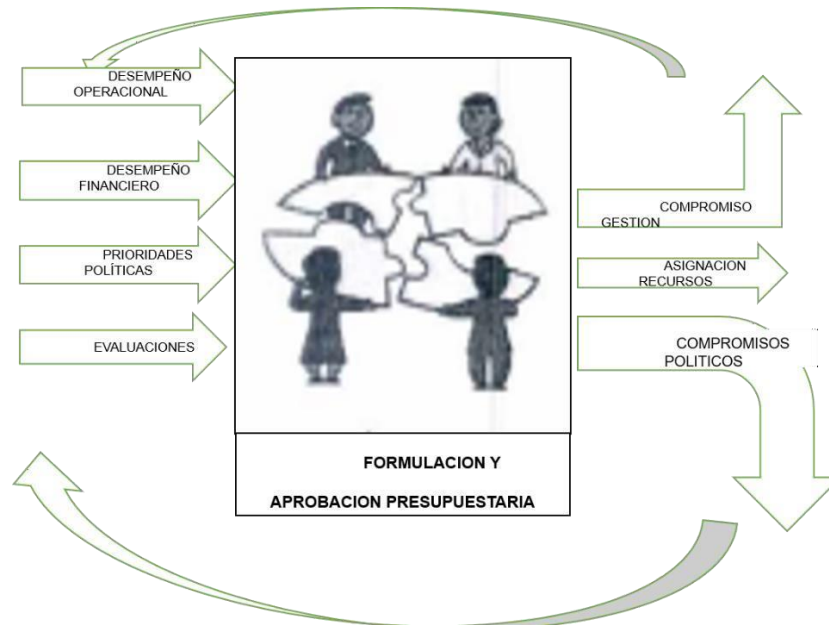 DESEMPEÑO
OPERACIONAL
DESEMPEÑO
FINANCIERO
PRIORIDADES
POLÍTICAS
EVALUACIONES
FORMULACION Y
APROBACION PRESUPUESTARIA
COMPROMISO
GESTION
ASIGNACION
RECURSOS
COMPROMISOS
POLITICOS